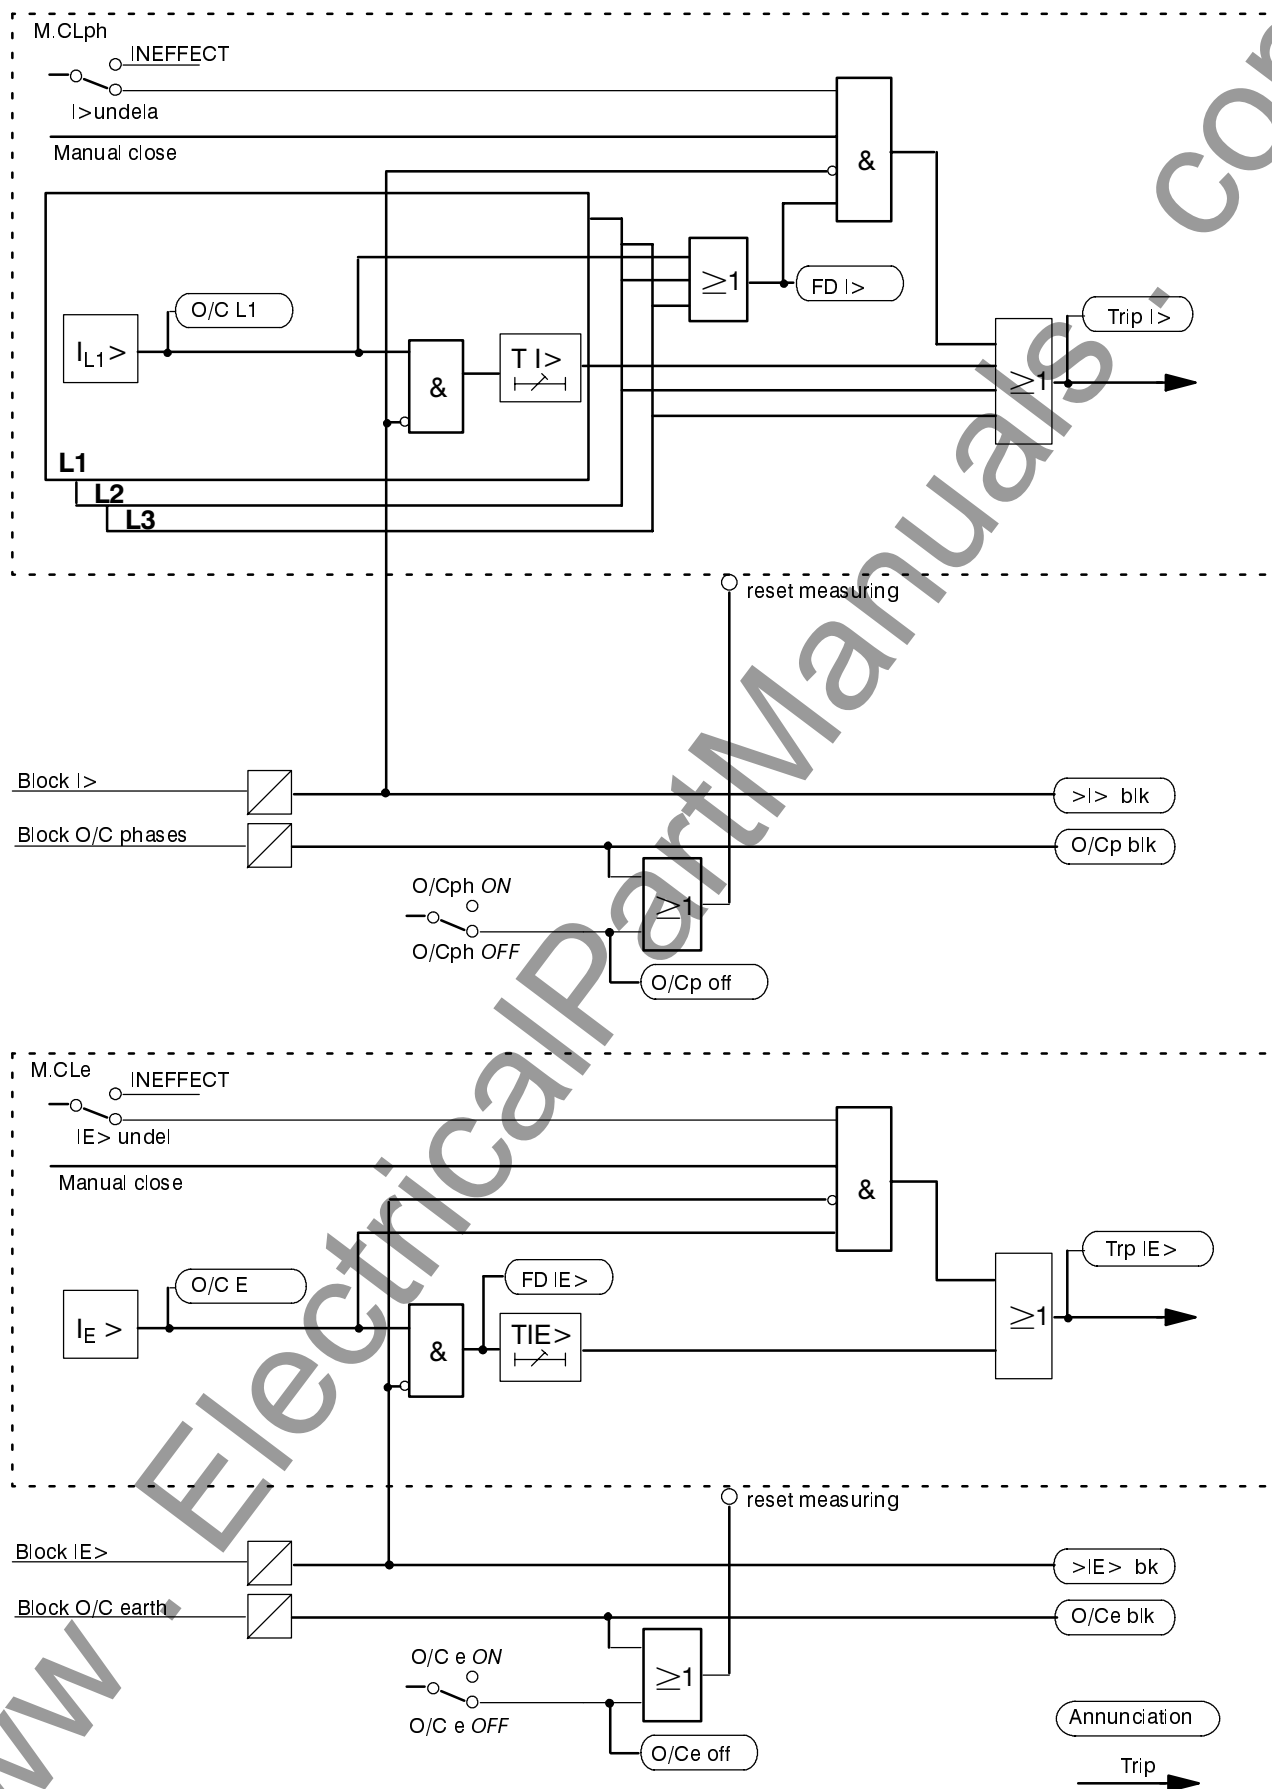 M.CLph
INEFFECT
I>undela
Manual close
&
≥1
FD I>
O/C L1
Trip I>
IL1 >
T I>
&
≥1
L1
L2
L3
reset measuring
Block I>
>I> blk
Block O/C phases
O/Cp blk
O/Cph ON
≥1
O/Cph OFF
O/Cp off
M.CLe
INEFFECT
IE> undel
Manual close
&
Trp IE>
O/C E
FD IE>
IE >
TIE>
≥1
&
reset measuring
Block IE>
>IE> bk
Block O/C earth
O/Ce blk
O/C e ON
≥1
O/C e OFF
O/Ce off
Annunciation
Trip
www . ElectricalPartManuals . com